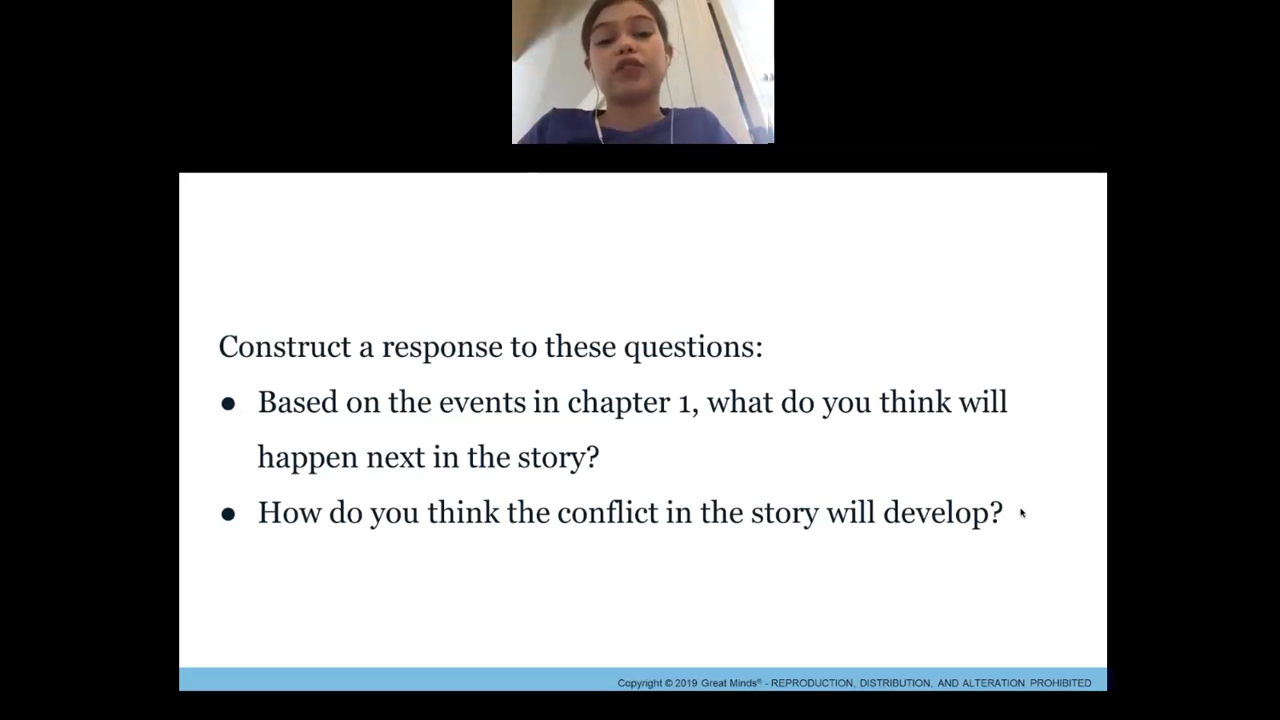 Construct a response to these questions:
● Based on the events in chapter 1, what do you think will
happen next in the story?
● How do you think the conflict in the story will develop?
Copyright © 2019 Great Minds® - REPRODUCTION, DISTRIBUTION, AND ALTERATION PROHIBITED